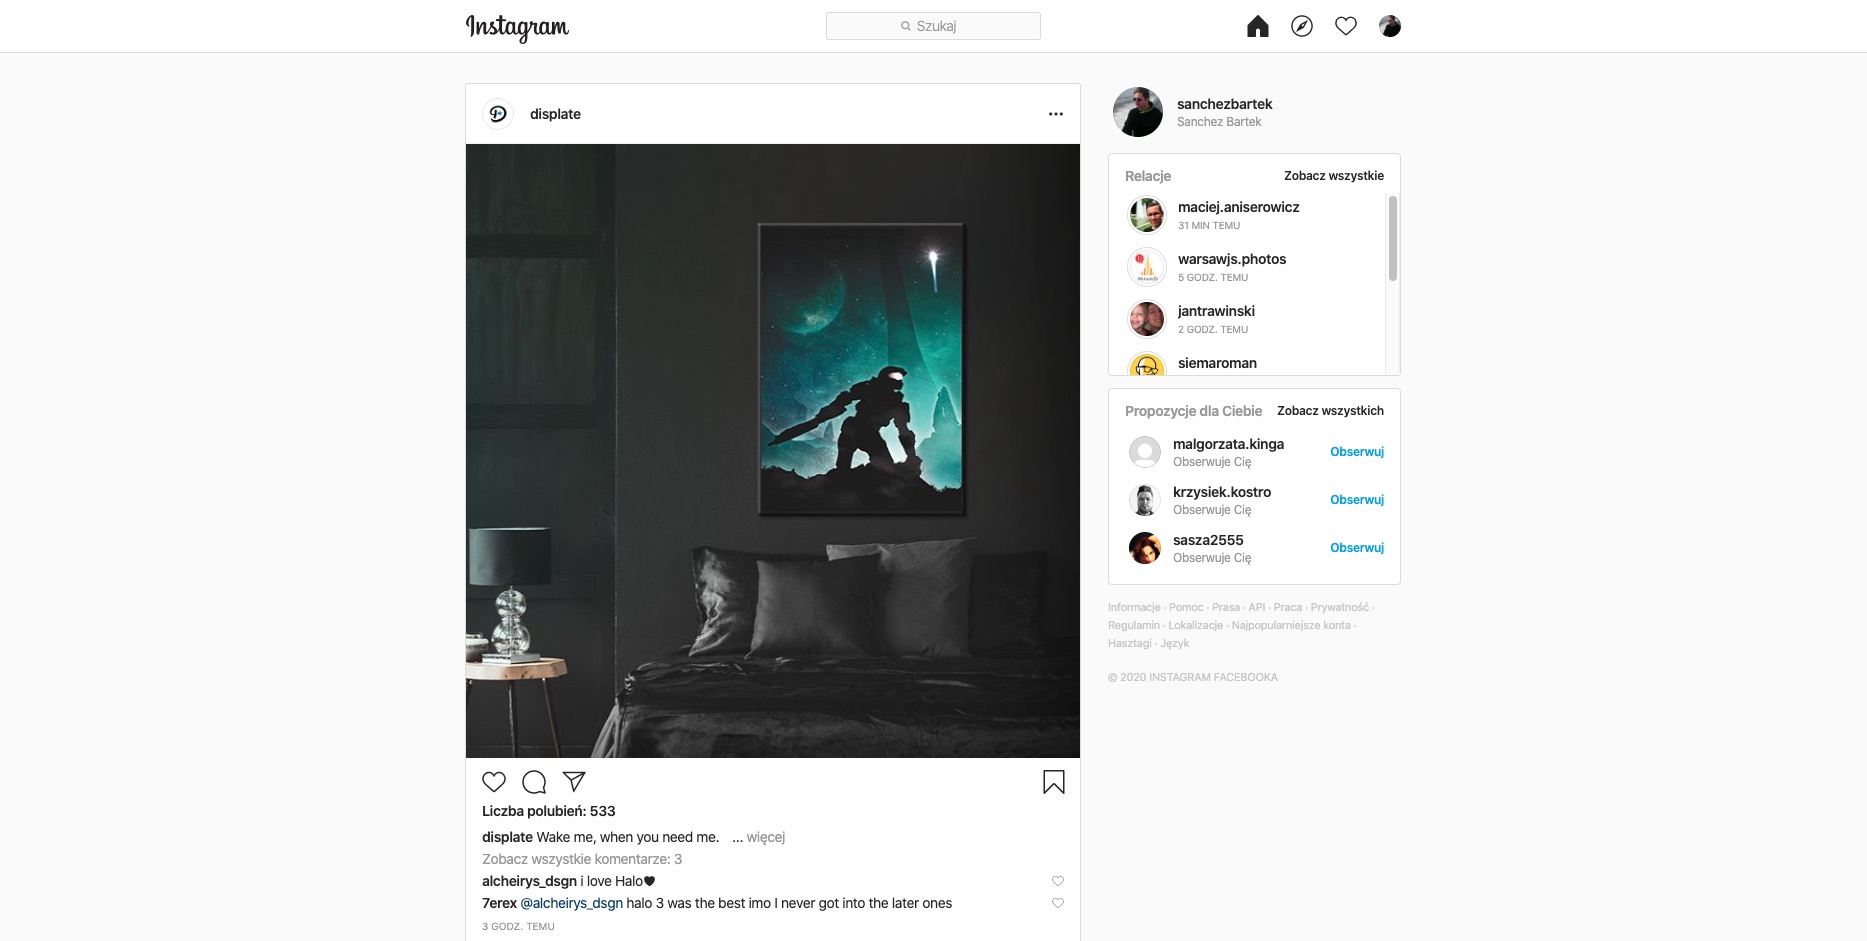 Instagram
Szukaj
displate
sanchezbartek
Sanchez Bartek
Relacje
Zobacz wszystkie
maciej.aniserowicz
31 MIN TEMU
warsawjs.photos
5 GODZ. TEMU
jantrawinski
2 GODZ. TEMU
siemaroman
Propozycje dla Ciebie
Zobacz wszystkich
malgorzata.kinga
Obserwuje Cię
Obserwuj
krzysiek.kostro
Obserwuje Cię
Obserwuj
sasza2555
Obserwuje Cię
Obserwuj
Informacje · Pomoc · Prasa · API · Praca · Prywatność ·
Regulamin · Lokalizacje · Najpopularniejsze konta ·
Hasztagi · Język
© 2020 INSTAGRAM FACEBOOKA
Liczba polubień: 533
displate Wake me, when you need me. ... więcej
Zobacz wszystkie komentarze: 3
alcheirys_dsgn i love Halo🖤
7erex @alcheirys_dsgn halo 3 was the best imo I never got into the later ones
3 GODZ. TEMU